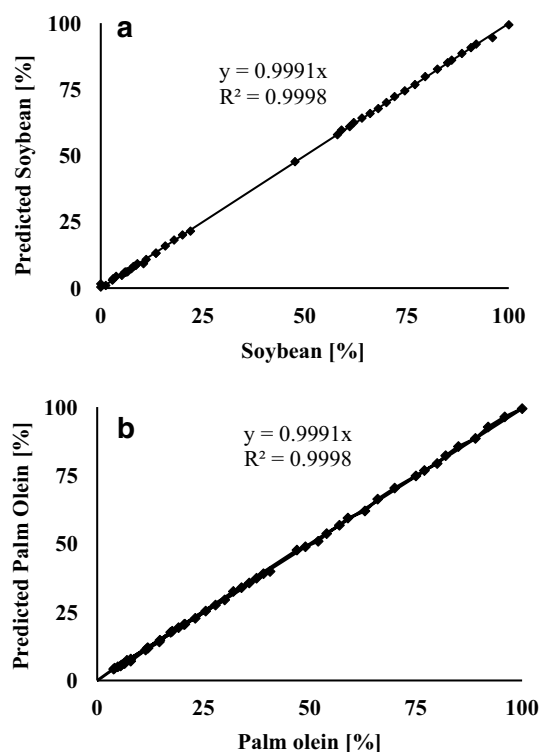 a
100
75
50
25
0
Predicted Soybean [%]
y = 0.9991x
R² = 0.9998
0 25 50 75 100
Soybean [%]
b
100
75
50
25
0
Predicted Palm Olein [%]
y = 0.9991x
R² = 0.9998
0 25 50 75 100
Palm olein [%]